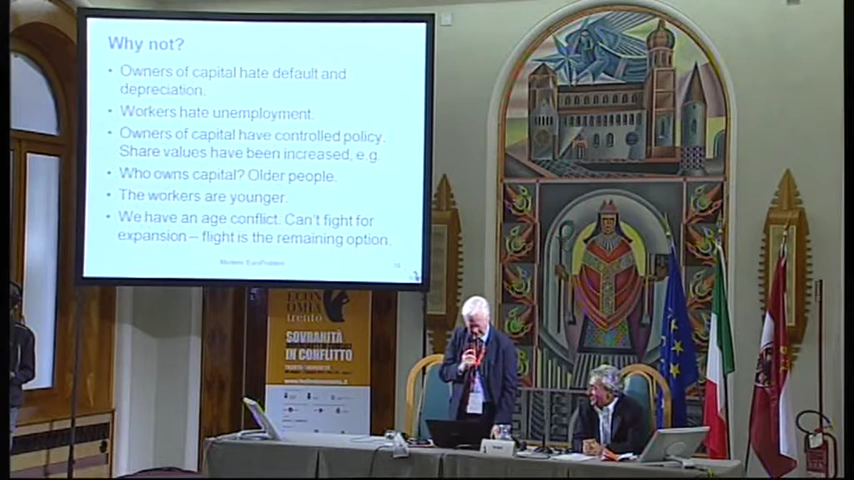 Why not?
• Owners of capital hate default and
depreciation.
• Workers hate unemployment.
• Owners of capital have controlled policy.
Share values have been increased, e.g.
• Who owns capital? Older people.
• The workers are younger.
• We have an age conflict. Can't fight for
expansion – flight is the remaining option.
ECON
OMIA
trento
SOVRANITÀ
IN CONFLITTO